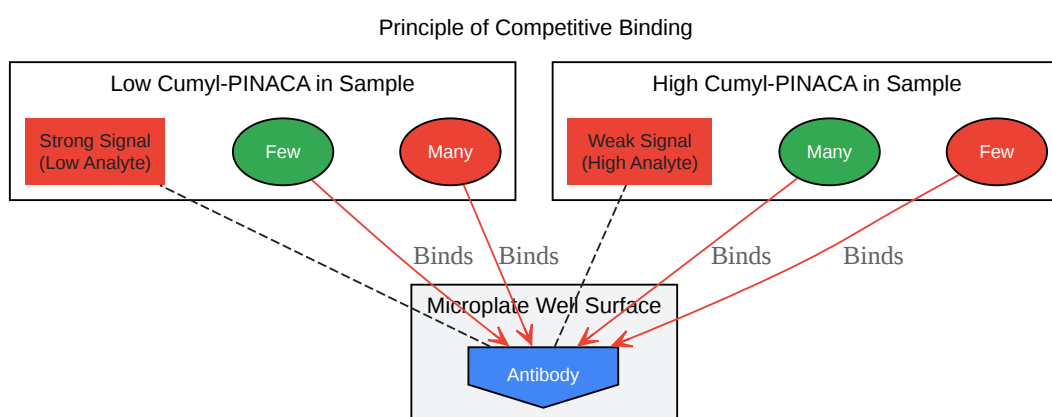 Principle of Competitive Binding
Low Cumyl-PINACA in Sample
Strong Signal
(Low Analyte)
Few
Many
High Cumyl-PINACA in Sample
Weak Signal
(High Analyte)
Many
Few
Binds
Binds
Binds
Binds
Microplate Well Surface
Antibody